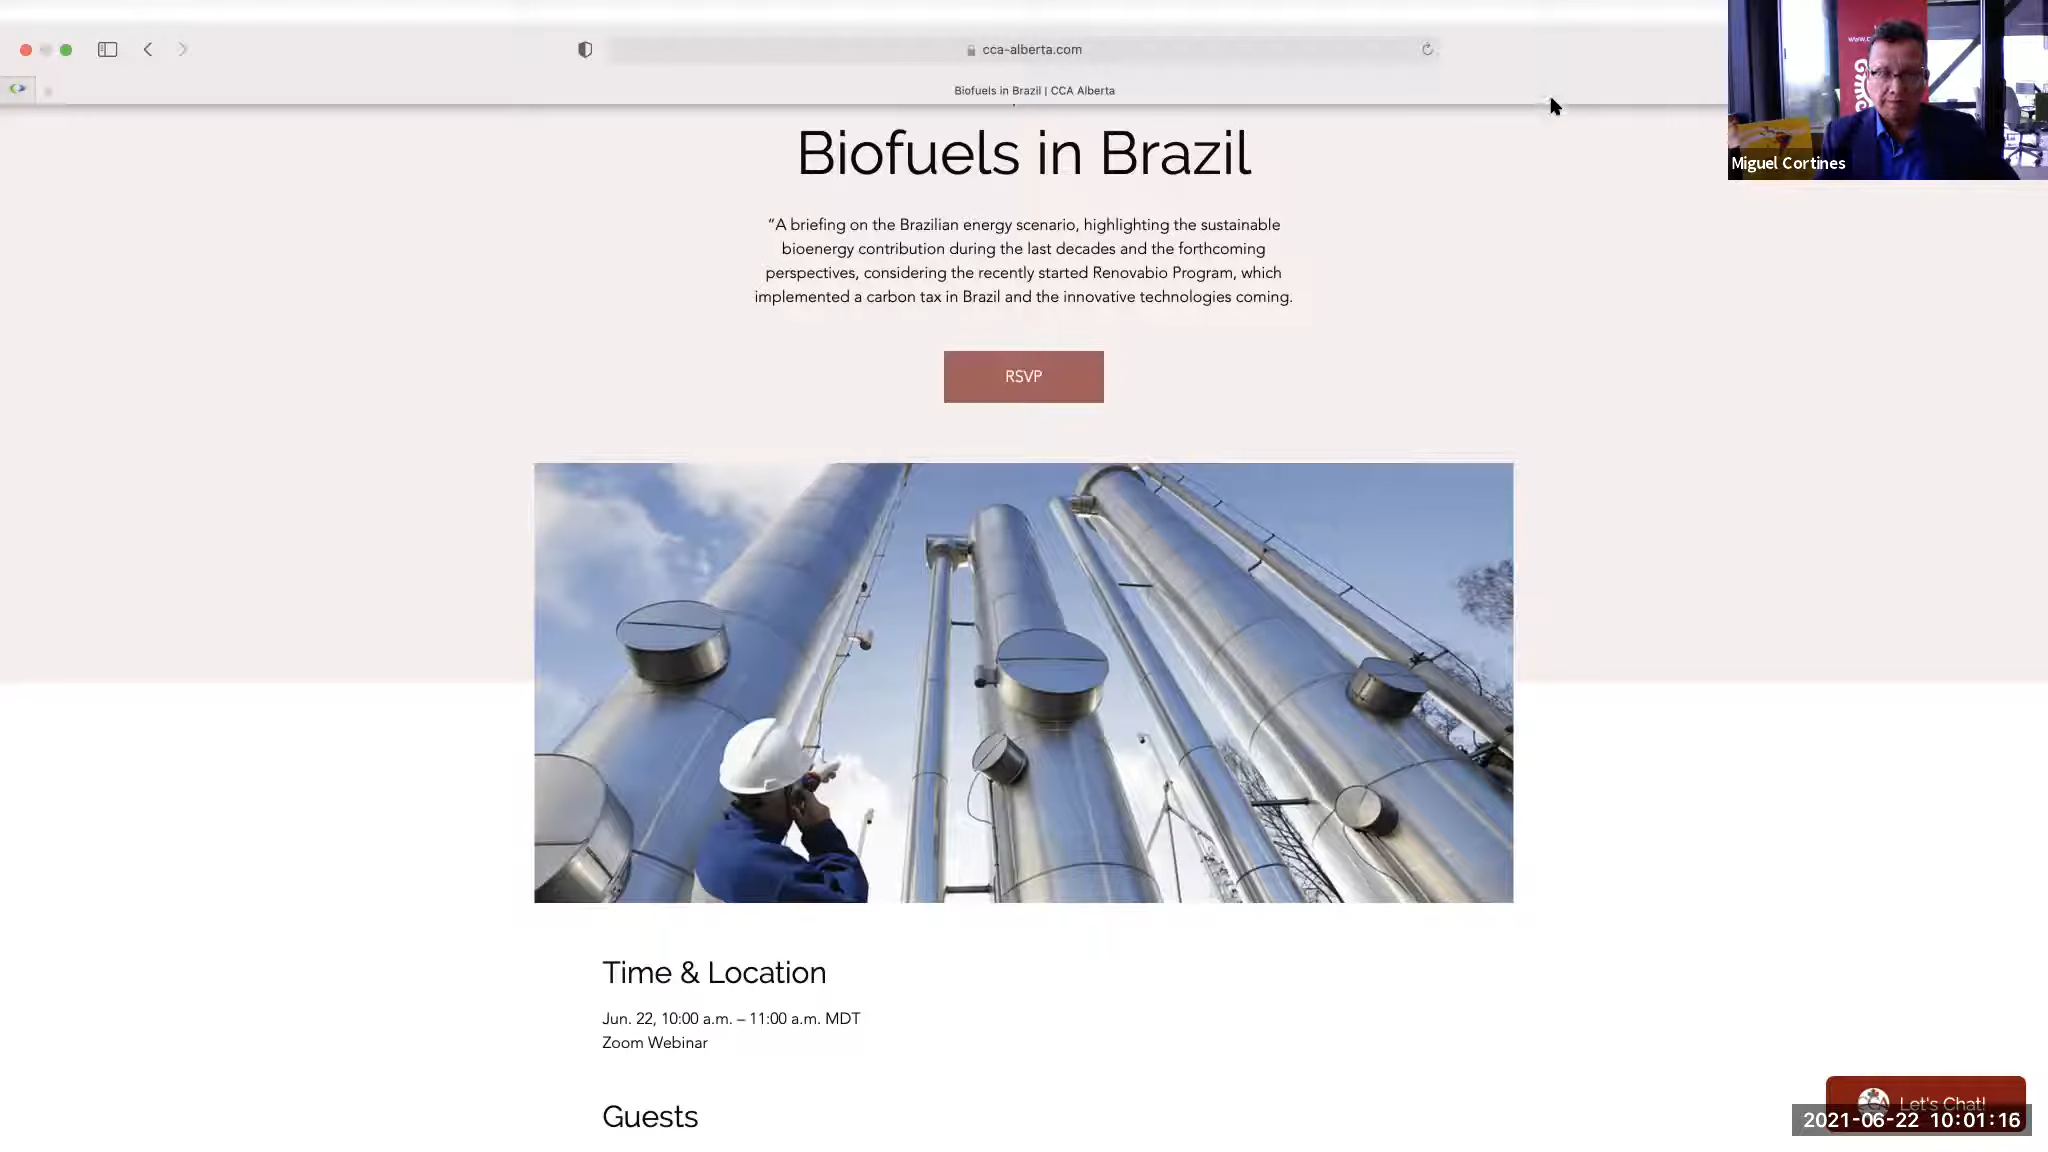 cca-alberta.com
Biofuels in Brazil | CCA Alberta
Miguel Cortines
Biofuels in Brazil
“A briefing on the Brazilian energy scenario, highlighting the sustainable
bioenergy contribution during the last decades and the forthcoming
perspectives, considering the recently started Renovabio Program, which
implemented a carbon tax in Brazil and the innovative technologies coming.
RSVP
Time & Location
Jun. 22, 10:00 a.m. – 11:00 a.m. MDT
Zoom Webinar
Guests
Let's Chat!
2021-06-22 10:01:16